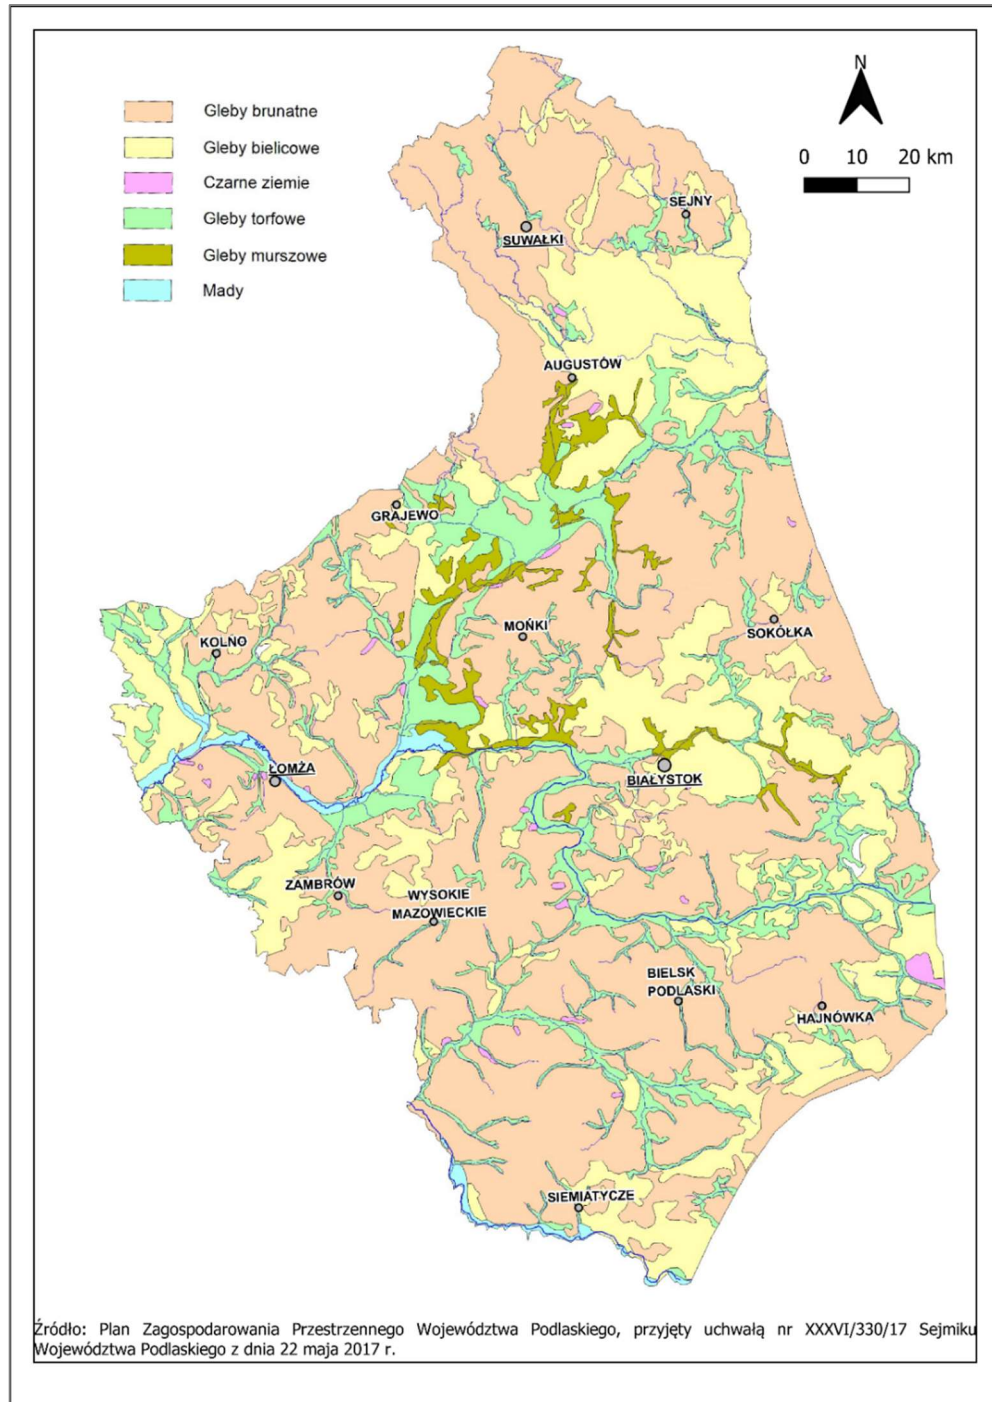 Gleby brunatne
Gleby bielicowe
Czarne ziemie
Gleby torfowe
Gleby murszowe
Mady
N
0 10 20 km
SEJNY
SUWAŁKI
AUGUSTÓW
GRAJEWO
KOLNO
MOŃKI
SOKÓŁKA
ŁOMŻA
BIAŁYSTOK
ZAMBRÓW
WYSOKIE
MAZOWIECKIE
BIELSK
PODLASKI
HAJNÓWKA
SIEMIATYCZE
Źródło: Plan Zagospodarowania Przestrzennego Województwa Podlaskiego, przyjęty uchwałą nr XXXVI/330/17 Sejmiku
Województwa Podlaskiego z dnia 22 maja 2017 r.